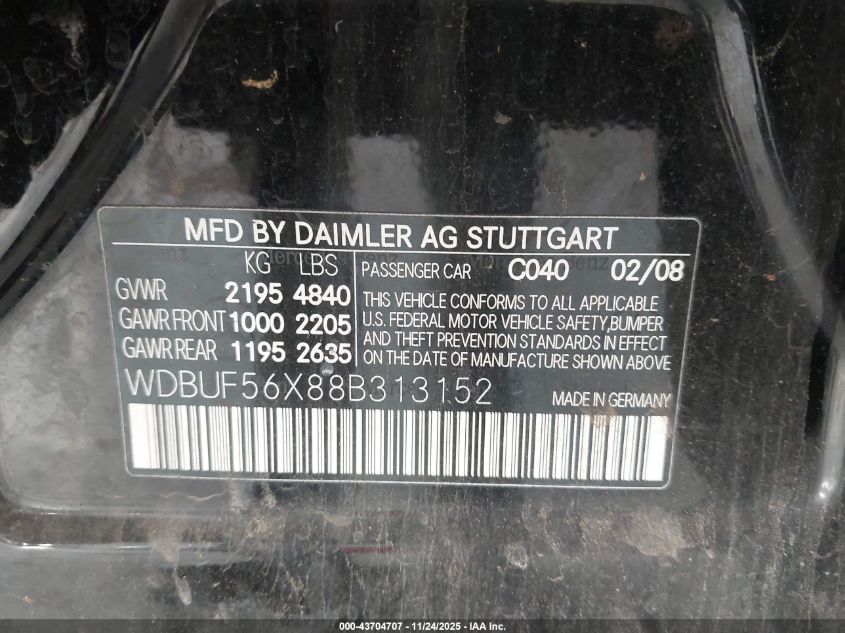 MFD BY DAIMLER AG STUTTGART
KG LBS
GVWR 2195 4840
GAWR FRONT 1000 2205
GAWR REAR 1195 2635
PASSENGER CAR C040 02/08
THIS VEHICLE CONFORMS TO ALL APPLICABLE
U.S. FEDERAL MOTOR VEHICLE SAFETY,BUMPER
AND THEFT PREVENTION STANDARDS IN EFFECT
ON THE DATE OF MANUFACTURE SHOWN ABOVE
WDBUF56X88B313152
MADE IN GERMANY
000-43704707 - 11/24/2025 - IAA Inc.